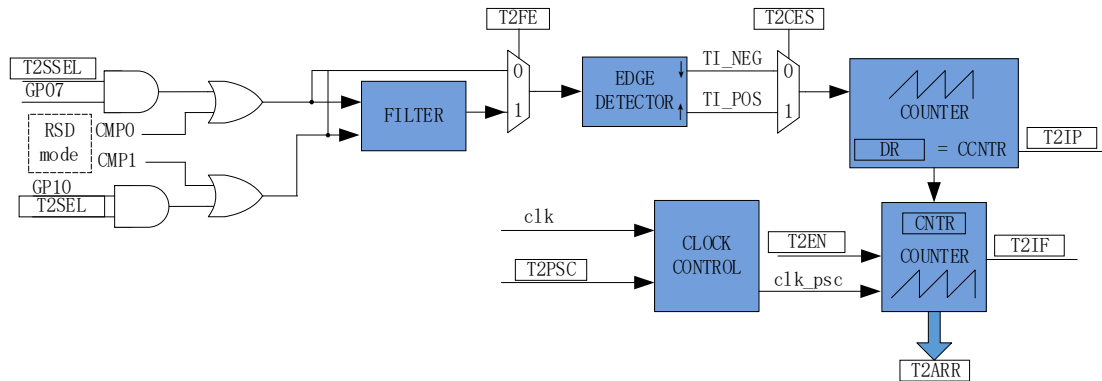 T2FE
T2CES
T2SSEL
GP07
CMP0
RSD
mode
CMP1
GP10
T2SEL
FILTER
0
1
EDGE
DETECTOR
TI_NEG
TI_POS
0
1
COUNTER
DR = CCNTR
T2IP
clk
T2PSC
CLOCK
CONTROL
T2EN
clk_psc
CNTR
COUNTER
T2IF
T2ARR